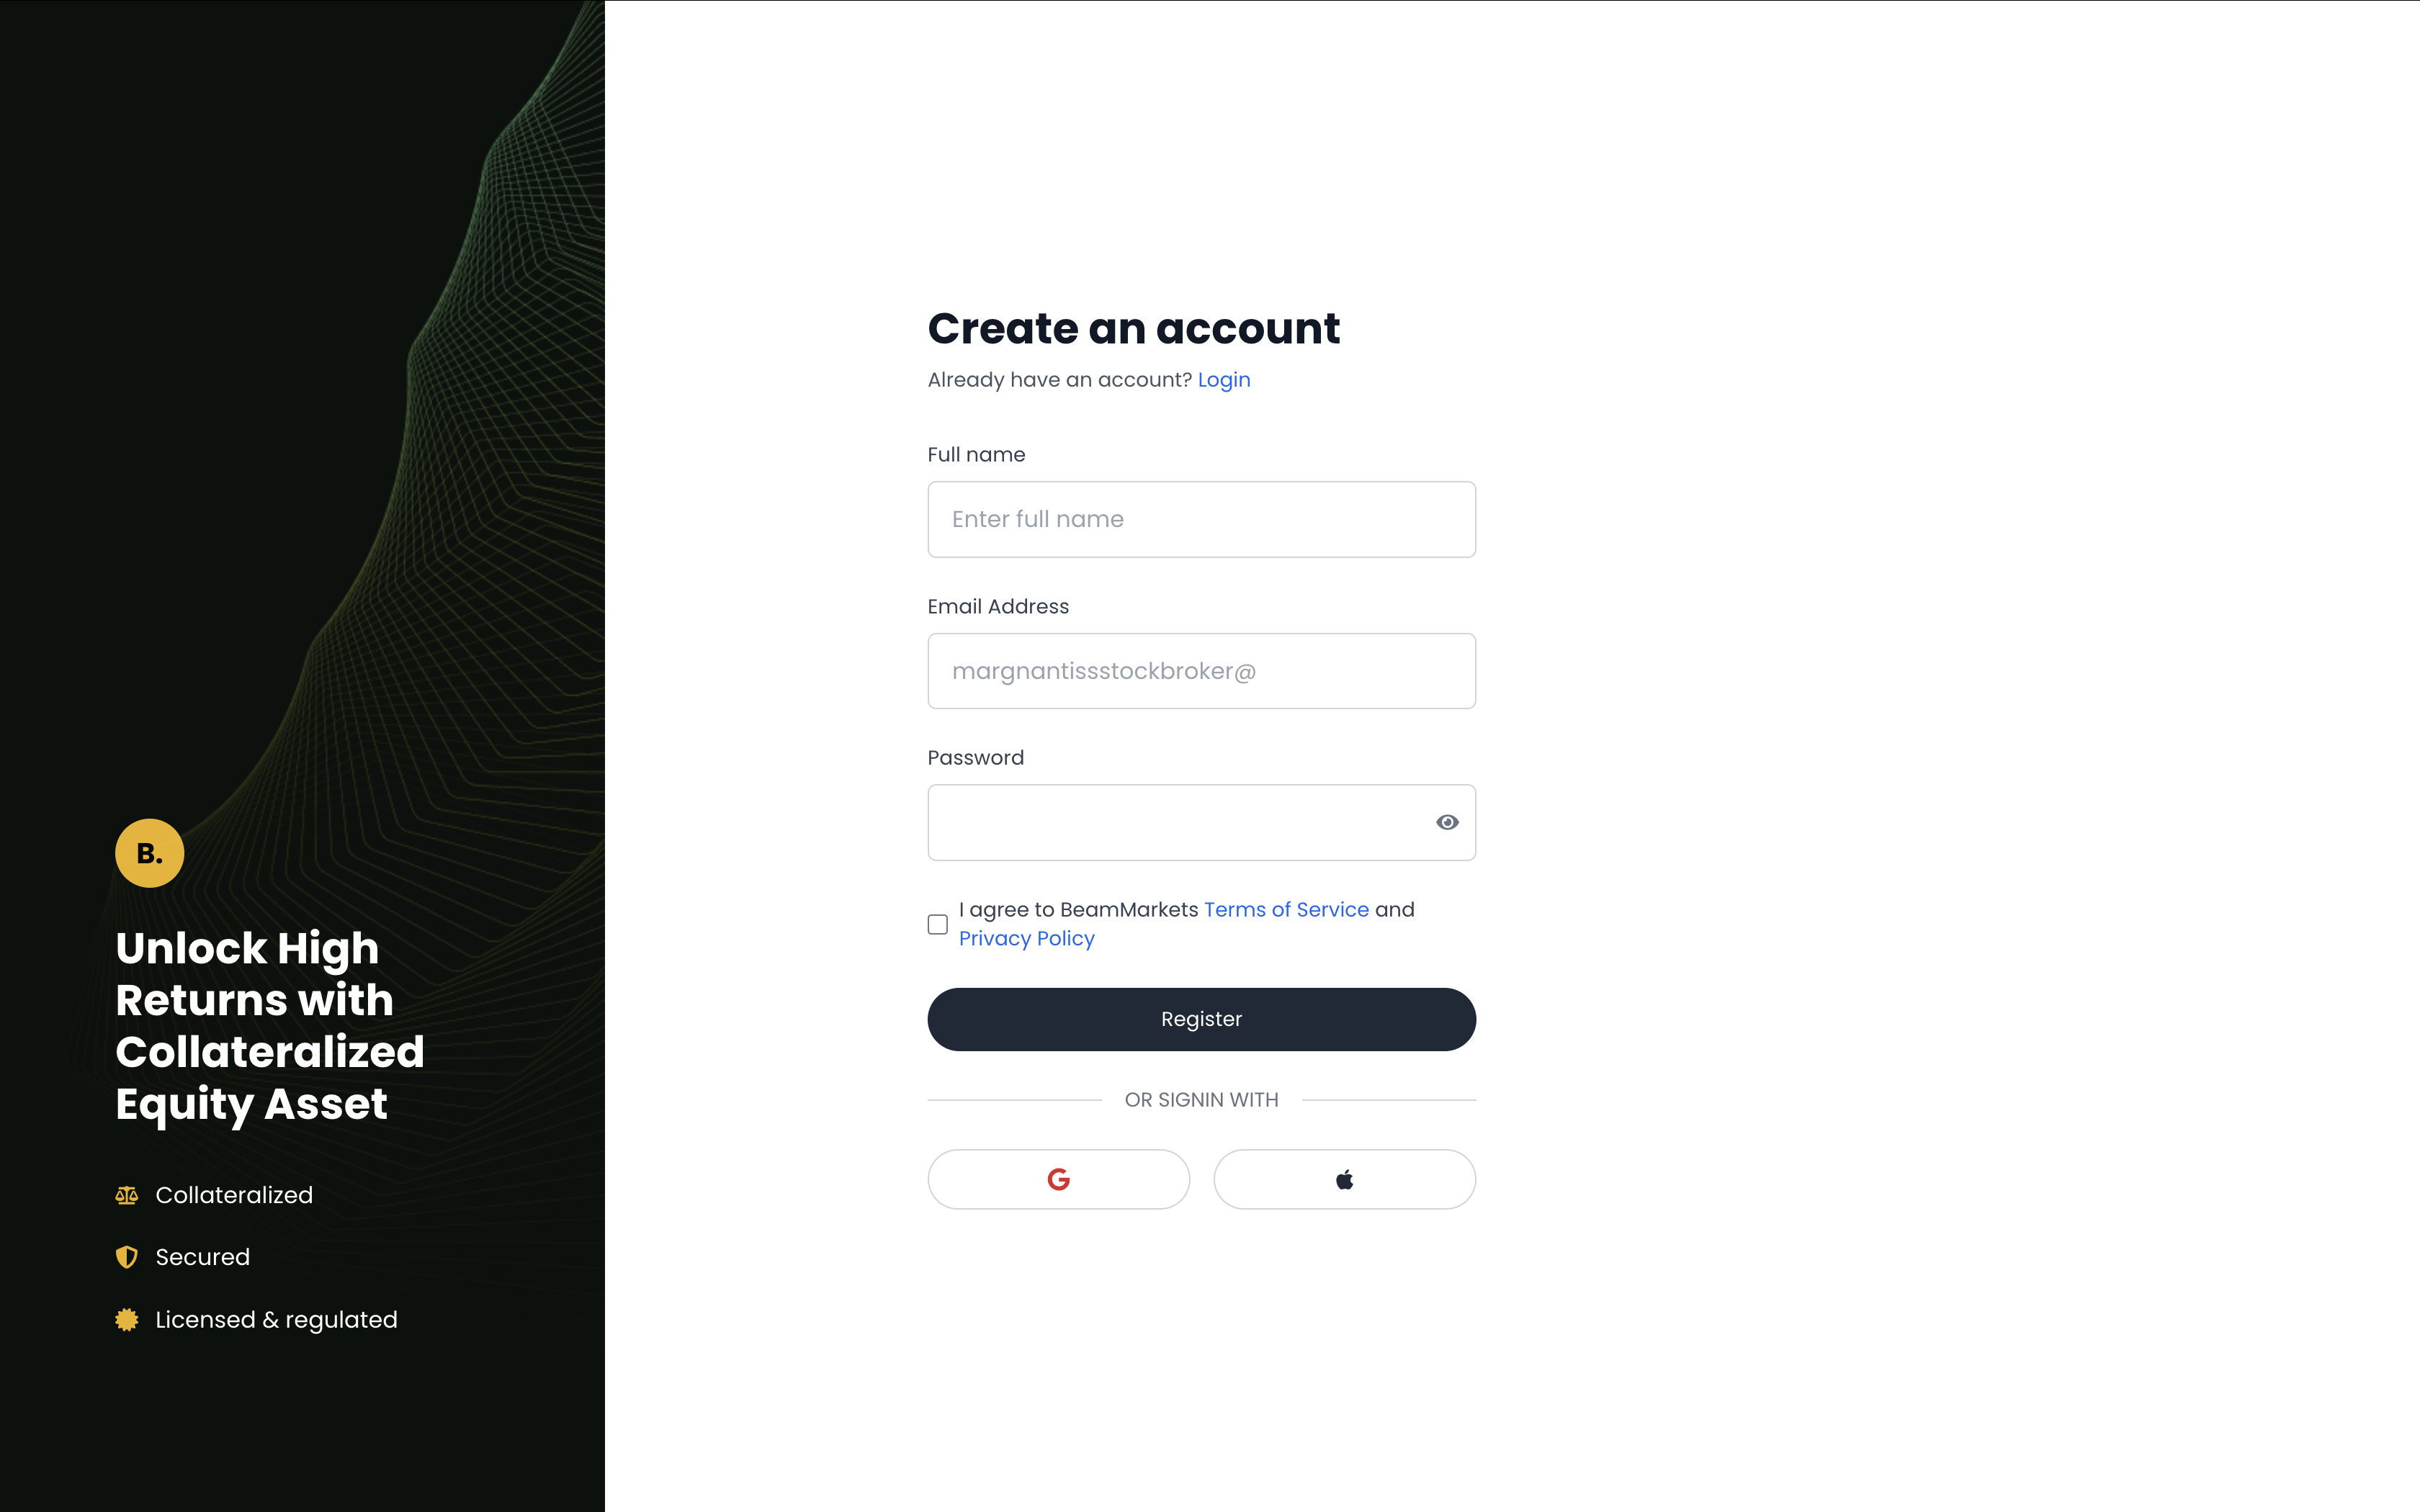 B.
Unlock High
Returns with
Collateralized
Equity Asset
Collateralized
Secured
Licensed & regulated
Create an account
Already have an account? Login
Full name
Enter full name
Email Address
margnantissstockbroker@
Password
I agree to BeamMarkets Terms of Service and
Privacy Policy
Register
OR SIGNIN WITH